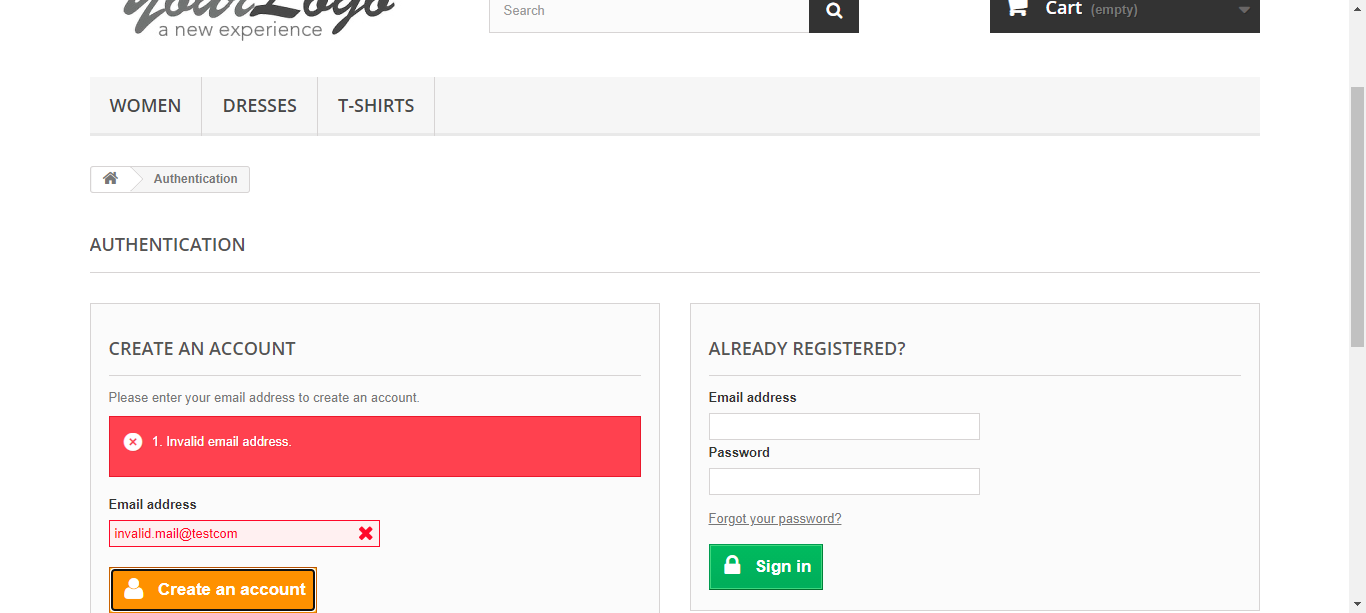 yourLogo
a new experience
Search
Cart (empty)
WOMEN
DRESSES
T-SHIRTS
Authentication
AUTHENTICATION
CREATE AN ACCOUNT
Please enter your email address to create an account.
1. Invalid email address.
Email address
invalid.mail@testcom
Create an account
ALREADY REGISTERED?
Email address
Password
Forgot your password?
Sign in